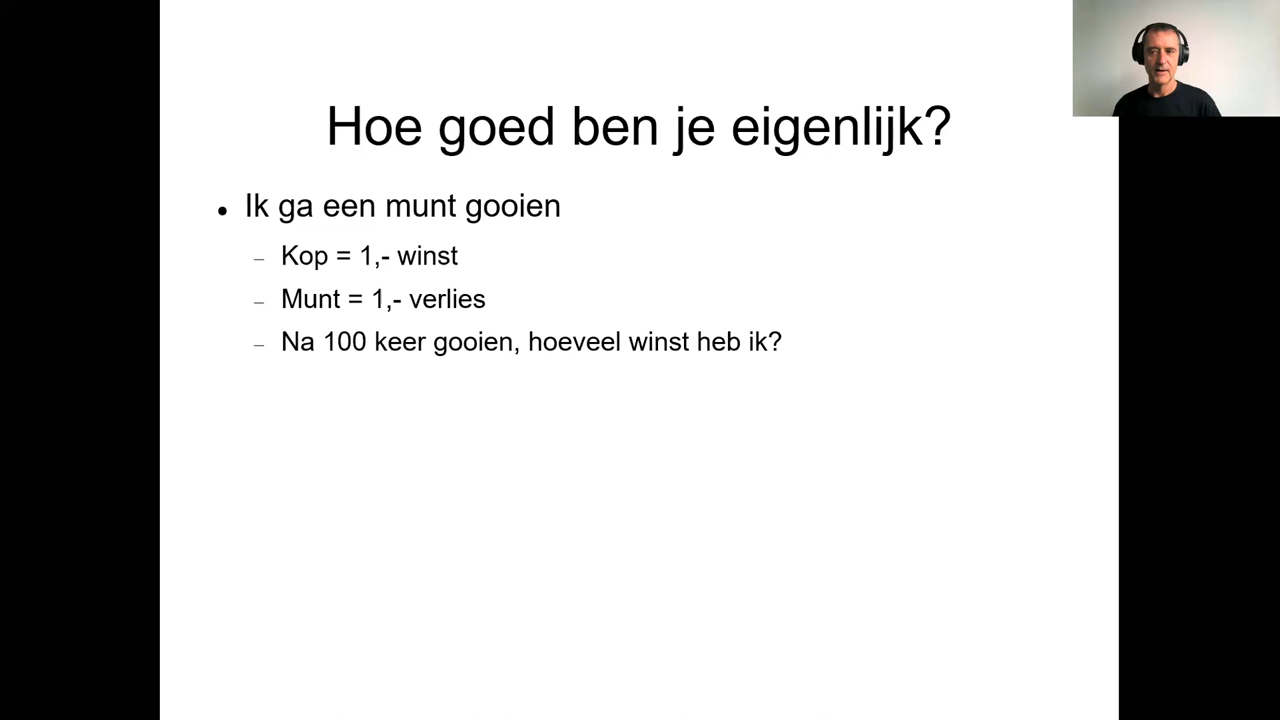 Hoe goed ben je eigenlijk?
● Ik ga een munt gooien
– Kop = 1,- winst
– Munt = 1,- verlies
– Na 100 keer gooien, hoeveel winst heb ik?